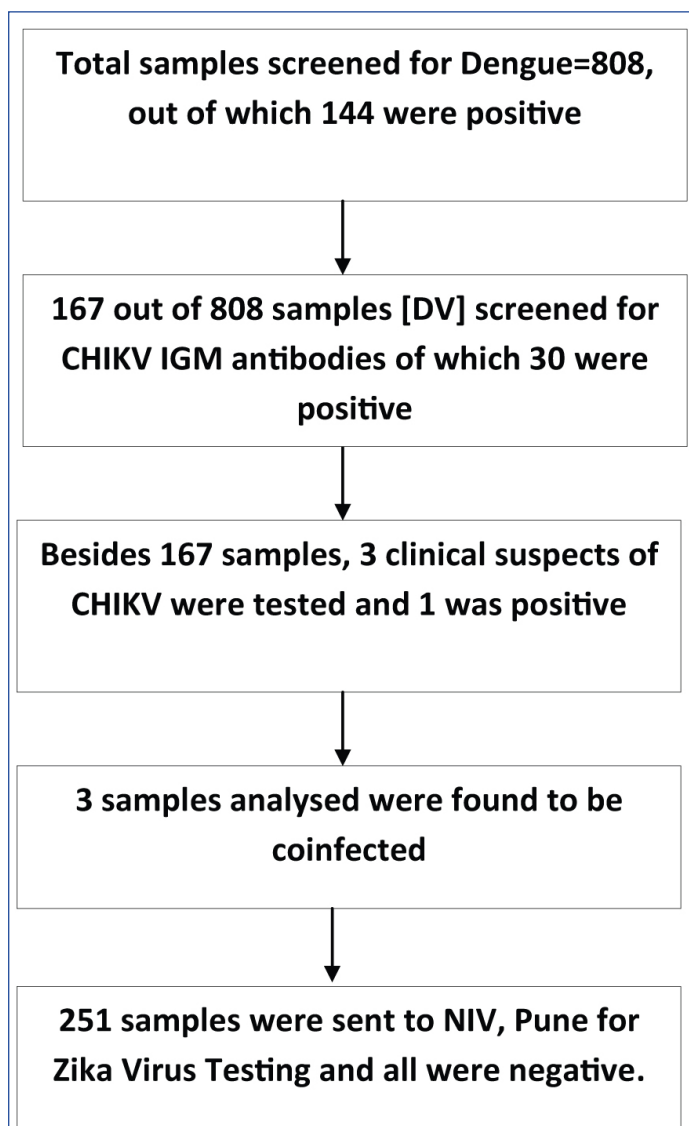 Total samples screened for Dengue=808,
out of which 144 were positive
167 out of 808 samples [DV] screened for
CHIKV IGM antibodies of which 30 were
positive
Besides 167 samples, 3 clinical suspects of
CHIKV were tested and 1 was positive
3 samples analysed were found to be
coinfected
251 samples were sent to NIV, Pune for
Zika Virus Testing and all were negative.